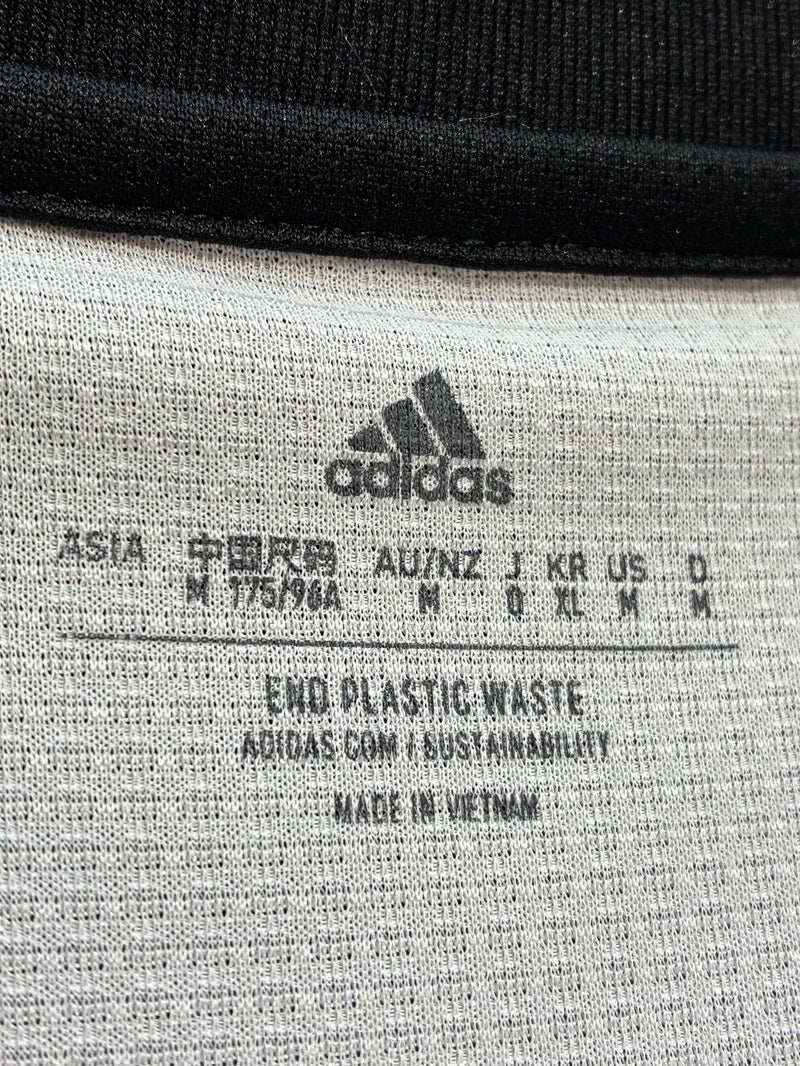 adidas
ASIA 中国尺码 AU/NZ J KR US D
M 175/96A M O XL M M
END PLASTIC WASTE
ADIDAS.COM / SUSTAINABILITY
MADE IN VIETNAM